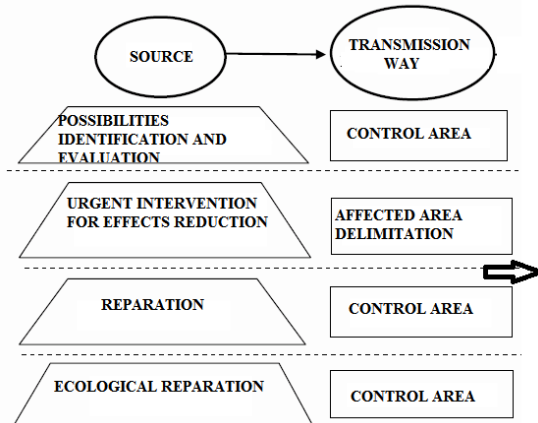 SOURCE
TRANSMISSION
WAY
POSSIBILITIES
IDENTIFICATION AND
EVALUATION
CONTROL AREA
URGENT INTERVENTION
FOR EFFECTS REDUCTION
AFFECTED AREA
DELIMITATION
REPARATION
CONTROL AREA
ECOLOGICAL REPARATION
CONTROL AREA